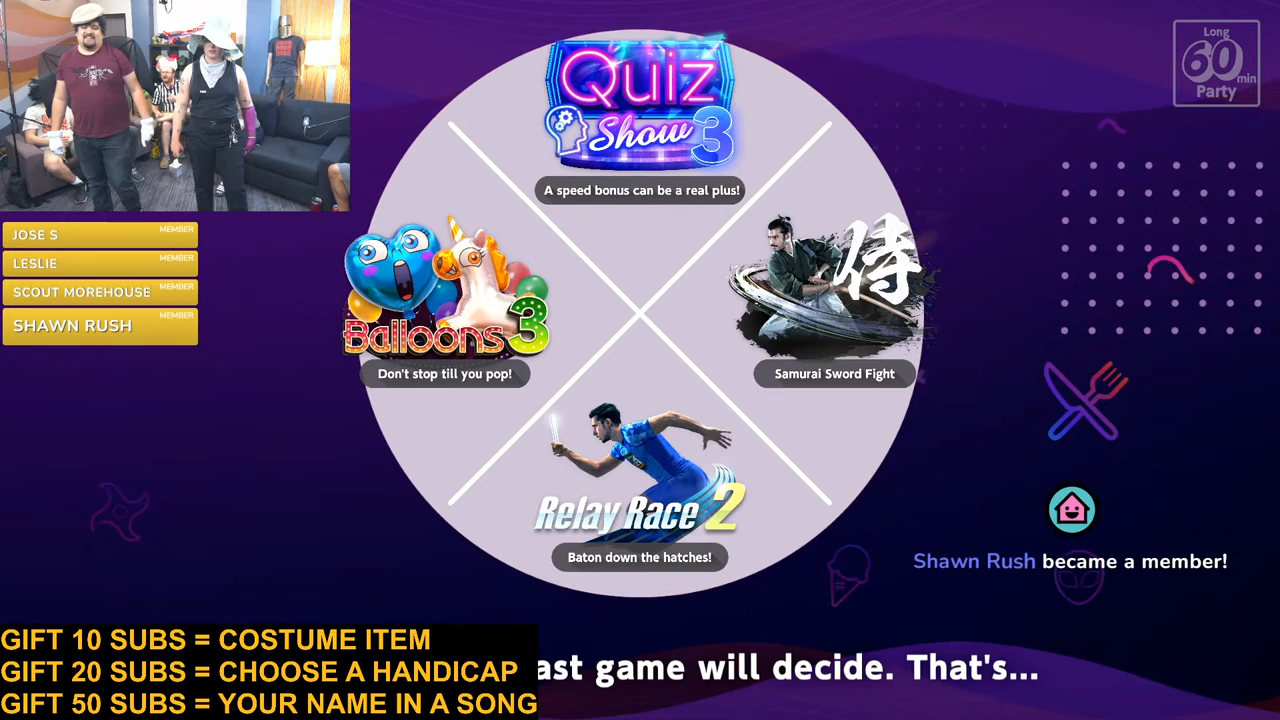 Quiz
Show 3
A speed bonus can be a real plus!
Long
60 min
Party
JOSE S MEMBER
LESLIE MEMBER
SCOUT MOREHOUSE MEMBER
SHAWN RUSH MEMBER
Balloons 3
Don't stop till you pop!
侍
Samurai Sword Fight
Relay Race 2
Baton down the hatches!
Shawn Rush became a member!
GIFT 10 SUBS = COSTUME ITEM
GIFT 20 SUBS = CHOOSE A HANDICAP
GIFT 50 SUBS = YOUR NAME IN A SONG
ast game will decide. That's...